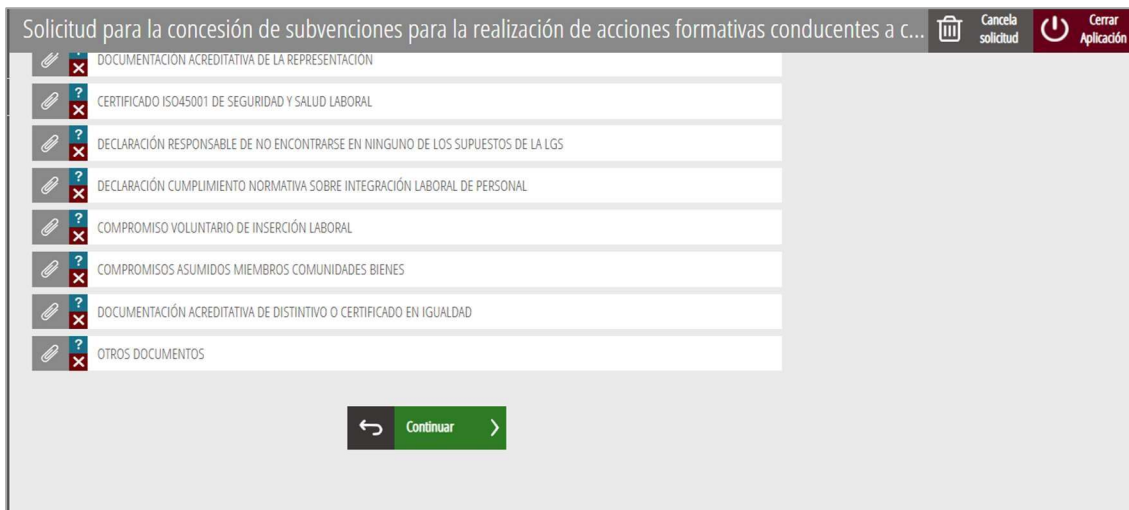 Solicitud para la concesión de subvenciones para la realización de acciones formativas conducentes a c...
Cancela
solicitud
Cerrar
Aplicación
DOCUMENTACIÓN ACREDITATIVA DE LA REPRESENTACIÓN
?
CERTIFICADO ISO45001 DE SEGURIDAD Y SALUD LABORAL
?
DECLARACIÓN RESPONSABLE DE NO ENCONTRARSE EN NINGUNO DE LOS SUPUESTOS DE LA LGS
?
DECLARACIÓN CUMPLIMIENTO NORMATIVA SOBRE INTEGRACIÓN LABORAL DE PERSONAL
?
COMPROMISO VOLUNTARIO DE INSERCIÓN LABORAL
?
COMPROMISOS ASUMIDOS MIEMBROS COMUNIDADES BIENES
?
DOCUMENTACIÓN ACREDITATIVA DE DISTINTIVO O CERTIFICADO EN IGUALDAD
?
OTROS DOCUMENTOS
Continuar